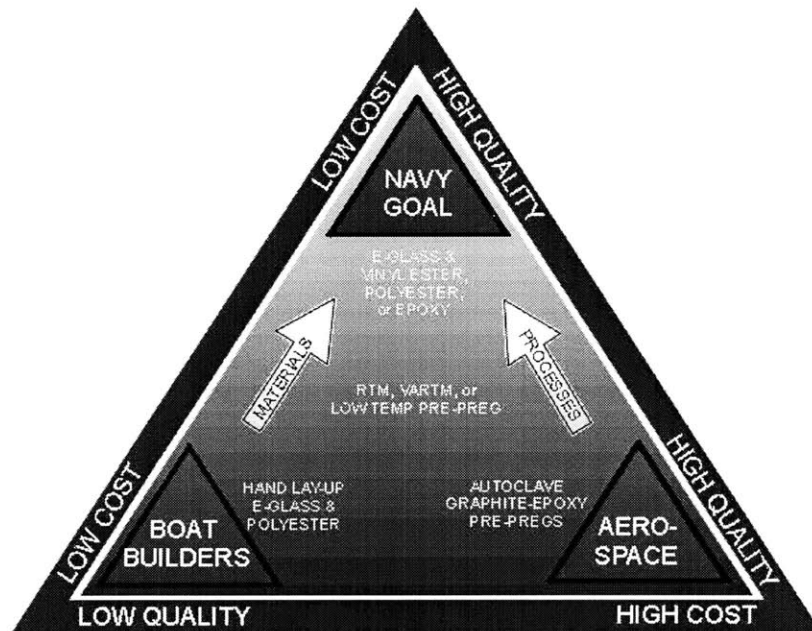 LOW COST
HIGH QUALITY
NAVY
GOAL
E-GLASS &
VINYL ESTER,
POLYESTER,
or EPOXY
MATERIALS
PROCESSES
RTM, VARTM, or
LOW TEMP PRE-PREG
LOW COST
HIGH QUALITY
HAND LAY-UP
E-GLASS &
POLYESTER
AUTOCLAVE
GRAPHITE-EPOXY
PRE-PREGS
BOAT
BUILDERS
AERO-
SPACE
LOW QUALITY
HIGH COST